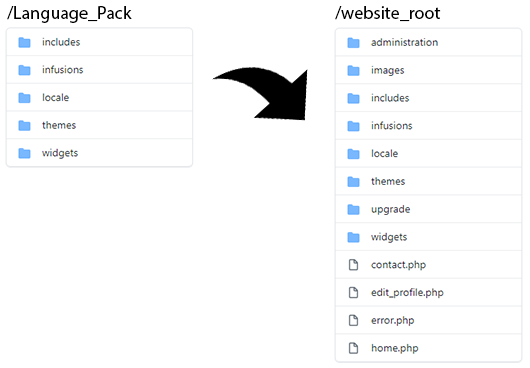 /Language_Pack
includes
infusions
locale
themes
widgets
/website_root
administration
images
includes
infusions
locale
themes
upgrade
widgets
contact.php
edit_profile.php
error.php
home.php